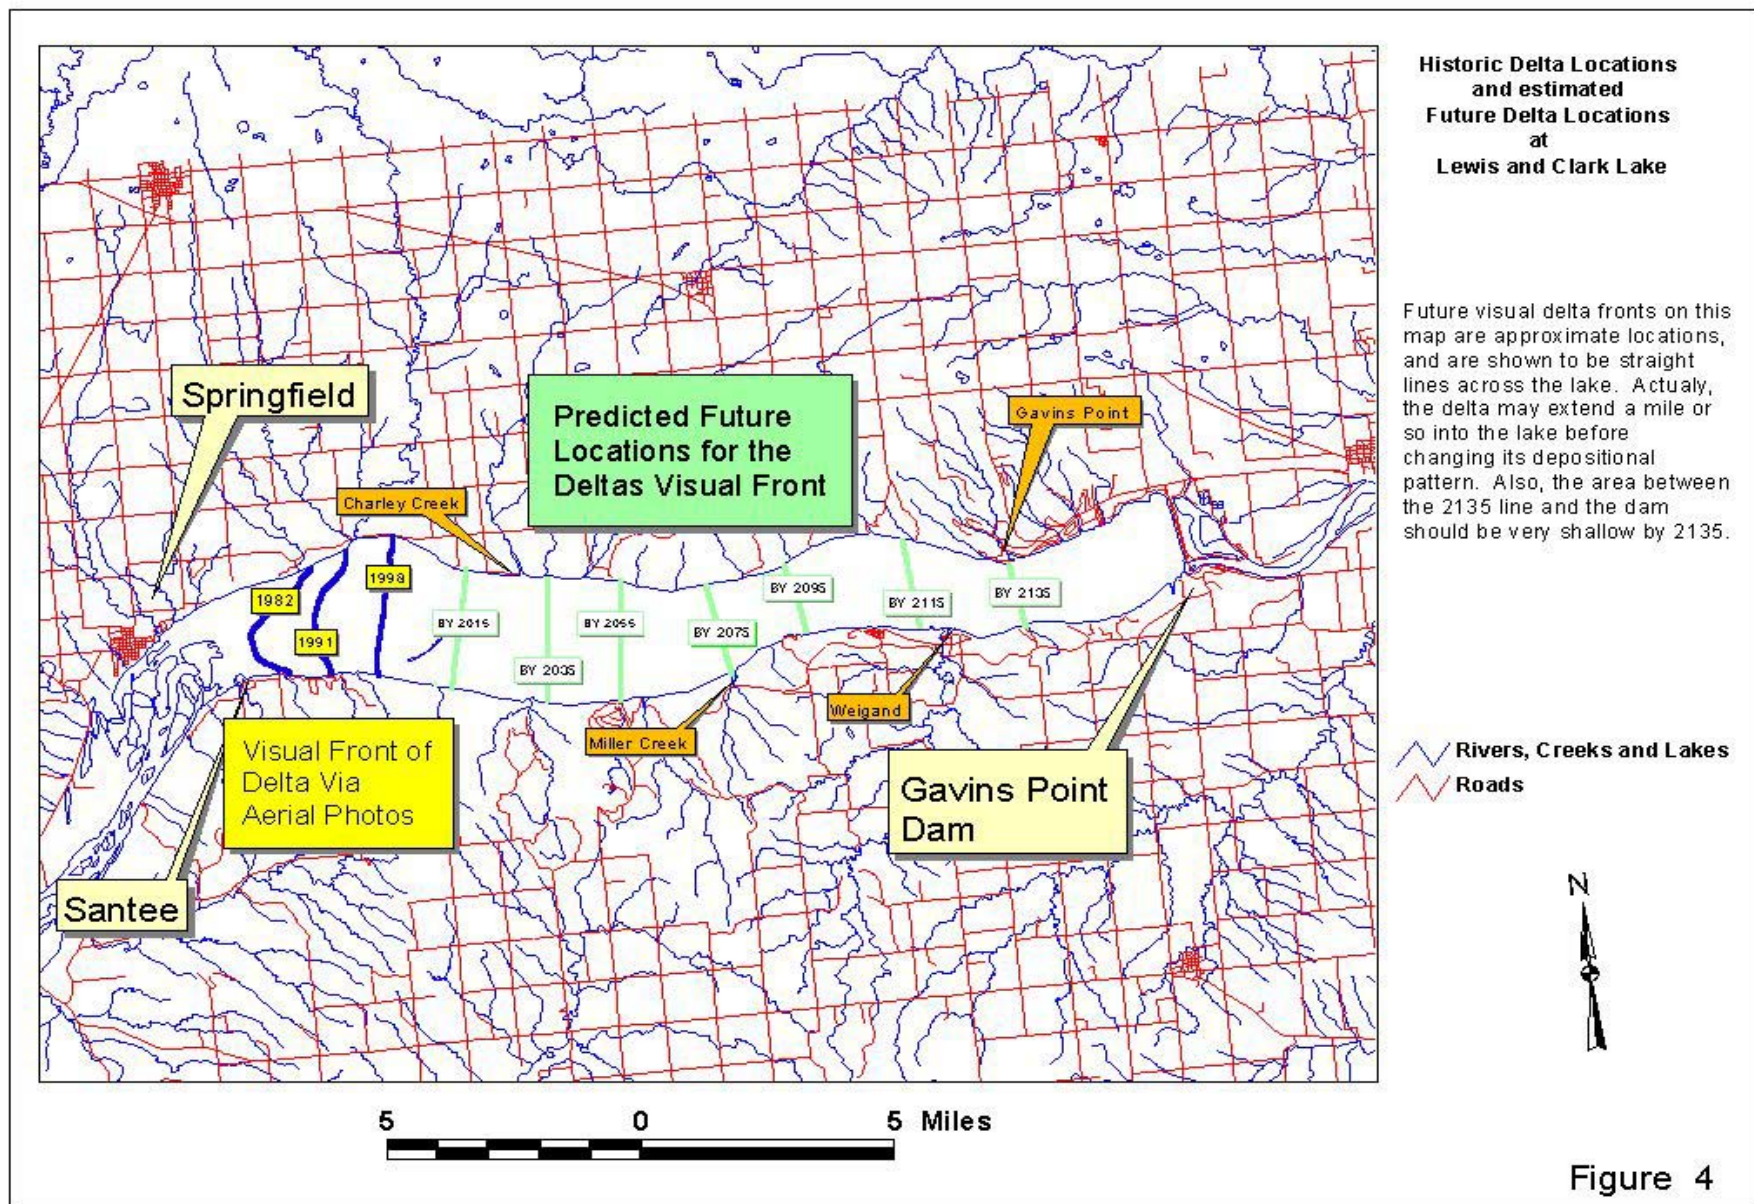 Historic Delta Locations
and estimated
Future Delta Locations
at
Lewis and Clark Lake
Future visual delta fronts on this
map are approximate locations,
and are shown to be straight
lines across the lake. Actualy,
the delta may extend a mile or
so into the lake before
changing its depositional
pattern. Also, the area between
the 2135 line and the dam
should be very shallow by 2135.
Springfield
Predicted Future
Locations for the
Deltas Visual Front
Gavins Point
Charley Creek
1982
1991
1998
BY 2015
BY 2035
BY 2055
BY 2075
BY 2095
BY 2115
BY 2135
Miller Creek
Weigand
Visual Front of
Delta Via
Aerial Photos
Gavins Point
Dam
Santee
Rivers, Creeks and Lakes
Roads
N
5 0 5 Miles
Figure 4